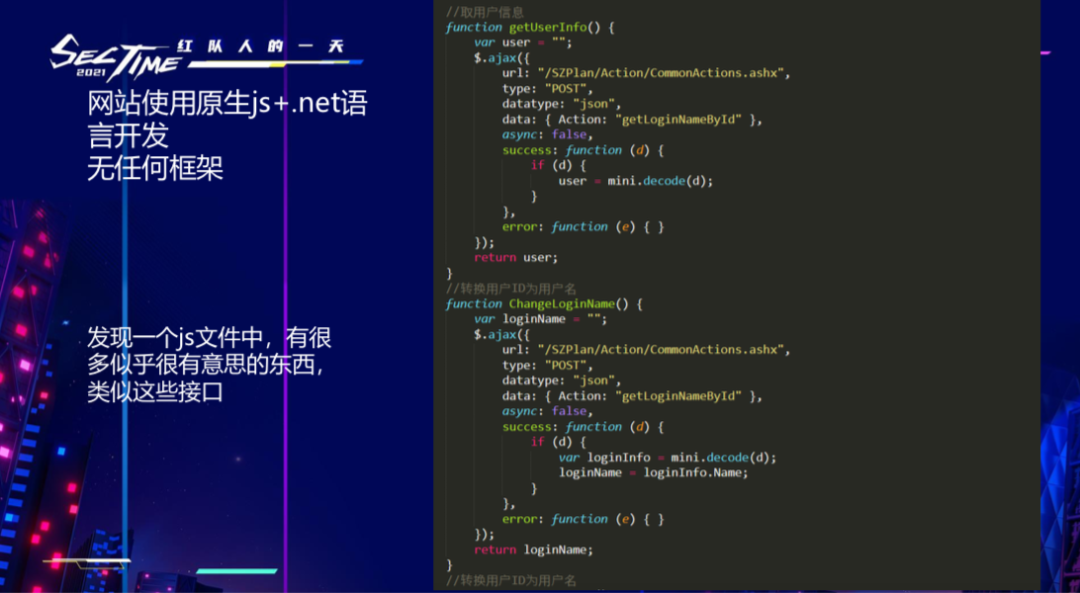 SECTIME
2021
红队人的一天
网站使用原生js+.net语
言开发
无任何框架
发现一个js文件中，有很
多似乎很有意思的东西，
类似这些接口
//取用户信息
function getUserInfo() {
    var user = "";
    $.ajax({
        url: "/SZPlan/Action/CommonActions.ashx",
        type: "POST",
        datatype: "json",
        data: { Action: "getLoginNameById" },
        async: false,
        success: function (d) {
            if (d) {
                user = mini.decode(d);
            }
        },
        error: function (e) { }
    });
    return user;
}
//转换用户ID为用户名
function ChangeLoginName() {
    var loginName = "";
    $.ajax({
        url: "/SZPlan/Action/CommonActions.ashx",
        type: "POST",
        datatype: "json",
        data: { Action: "getLoginNameById" },
        async: false,
        success: function (d) {
            if (d) {
                var loginInfo = mini.decode(d);
                loginName = loginInfo.Name;
            }
        },
        error: function (e) { }
    });
    return loginName;
}
//转换用户ID为用户名